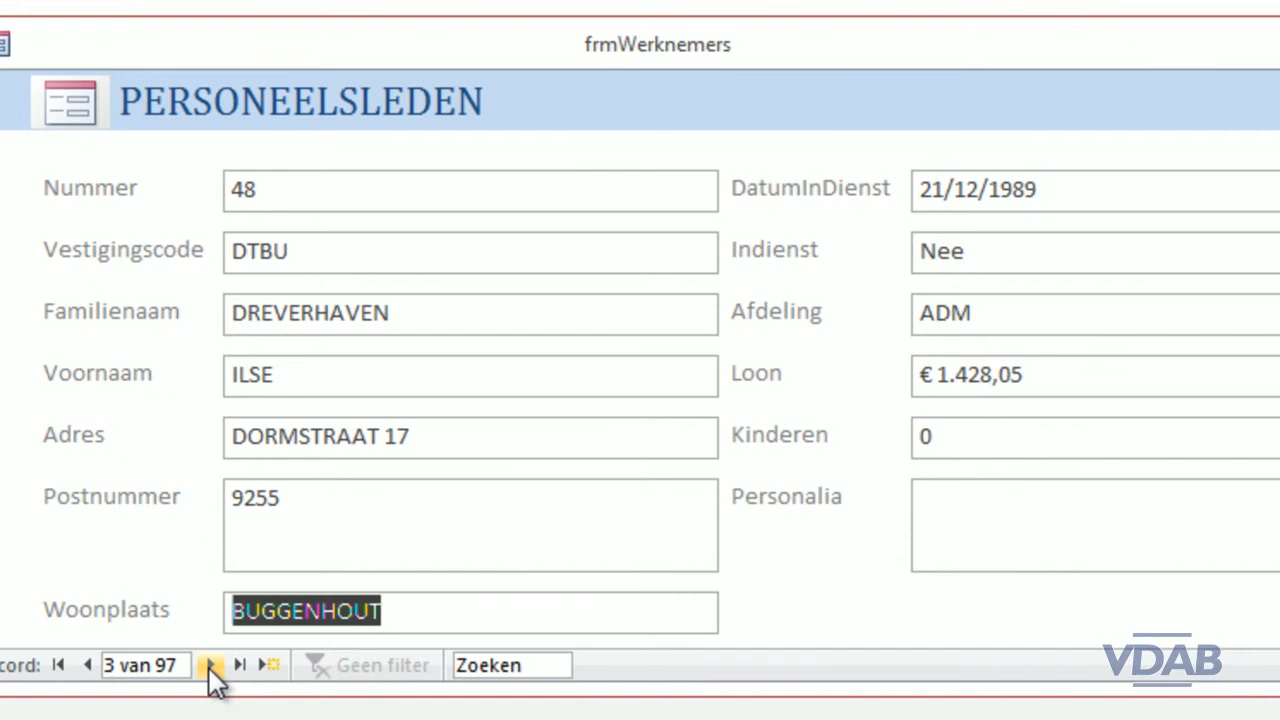 frmWerknemers
PERSONEELSLEDEN
Nummer 48 DatumInDienst 21/12/1989
Vestigingscode DTBU Indienst Nee
Familienaam DREVERHAVEN Afdeling ADM
Voornaam ILSE Loon € 1.428,05
Adres DORMSTRAAT 17 Kinderen 0
Postnummer 9255 Personalia
Woonplaats BUGGENHOUT
cord: 3 van 97 Geen filter Zoeken
VDAB